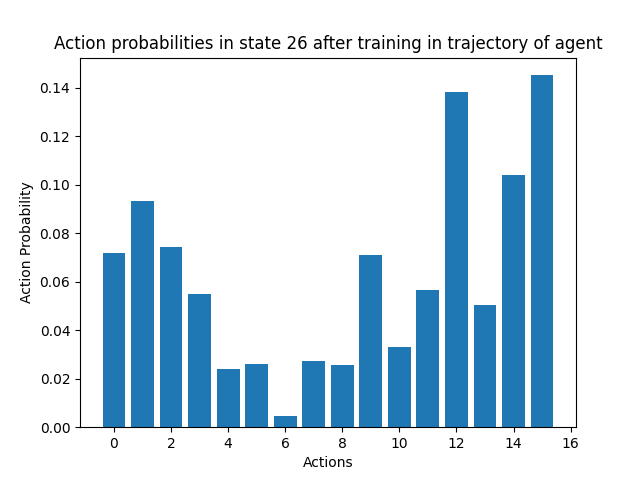 Action probabilities in state 26 after training in trajectory of agent
0.14
0.12
0.10
0.08
0.06
0.04
0.02
0.00
Action Probability
0 2 4 6 8 10 12 14 16
Actions